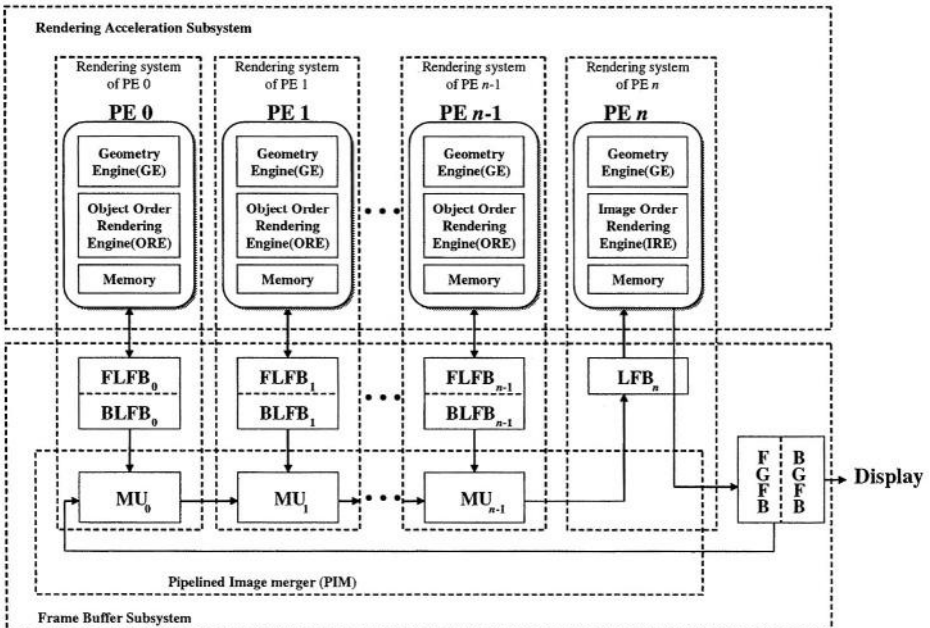 Rendering Acceleration Subsystem
Rendering system
of PE 0
PE 0
Geometry
Engine(GE)
Object Order
Rendering
Engine(ORE)
Memory
Rendering system
of PE 1
PE 1
Geometry
Engine(GE)
Object Order
Rendering
Engine(ORE)
Memory
Rendering system
of PE n-1
PE n-1
Geometry
Engine(GE)
Object Order
Rendering
Engine(ORE)
Memory
Rendering system
of PE n
PE n
Geometry
Engine(GE)
Image Order
Rendering
Engine(IRE)
Memory
FLFB0
BLFB0
FLFB1
BLFB1
FLFBn-1
BLFBn-1
LFBn
MU0
MU1
MUn-1
FGFB
BGFB
Display
Pipelined Image merger (PIM)
Frame Buffer Subsystem